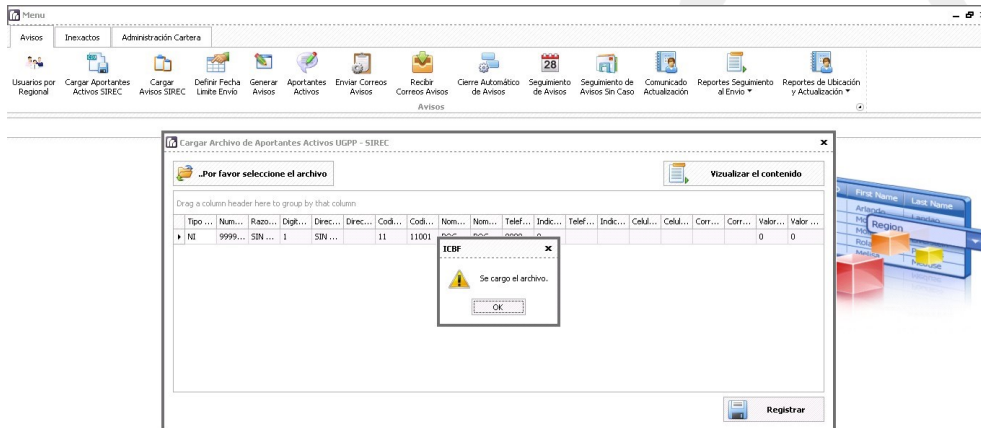 Menu
Avisos Inexactos Administración Cartera
Usuarios por Regional
Cargar Aportantes Activos SIREC
Cargar Avisos SIREC
Definir Fecha Limite Envío
Generar Avisos
Aportantes Activos
Enviar Correos Avisos
Recibir Correos Avisos
Cierre Automático de Avisos
28
Seguimiento de Avisos
Seguimiento de Avisos Sin Caso
Comunicado Actualización
Reportes Seguimiento al Envio
Reportes de Ubicación y Actualización
Avisos
Cargar Archivo de Aportantes Activos UGPP - SIREC
..Por favor seleccione el archivo
Vizualizar el contenido
Drag a column header here to group by that column
Tipo ... Num... Razo... Digit... Direc... Direc... Codi... Codi... Nom... Nom... Telef... Indic... Telef... Indic... Celul... Celul... Corr... Corr... Valor... Valor ...
NI 9999... SIN ... 1 SIN ... 11 11001 0 0
ICBF
Se cargo el archivo.
OK
Registrar
First Name Last Name
Region